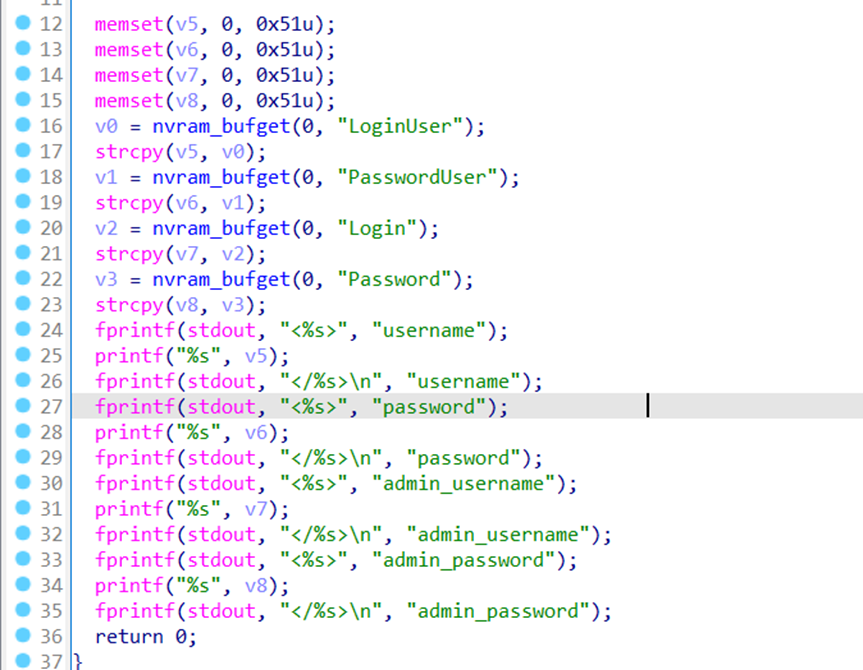 12 memset(v5, 0, 0x51u);
13 memset(v6, 0, 0x51u);
14 memset(v7, 0, 0x51u);
15 memset(v8, 0, 0x51u);
16 v0 = nvram_bufget(0, "LoginUser");
17 strcpy(v5, v0);
18 v1 = nvram_bufget(0, "PasswordUser");
19 strcpy(v6, v1);
20 v2 = nvram_bufget(0, "Login");
21 strcpy(v7, v2);
22 v3 = nvram_bufget(0, "Password");
23 strcpy(v8, v3);
24 fprintf(stdout, "<%s>", "username");
25 printf("%s", v5);
26 fprintf(stdout, "</%s>\n", "username");
27 fprintf(stdout, "<%s>", "password");
28 printf("%s", v6);
29 fprintf(stdout, "</%s>\n", "password");
30 fprintf(stdout, "<%s>", "admin_username");
31 printf("%s", v7);
32 fprintf(stdout, "</%s>\n", "admin_username");
33 fprintf(stdout, "<%s>", "admin_password");
34 printf("%s", v8);
35 fprintf(stdout, "</%s>\n", "admin_password");
36 return 0;
37 }